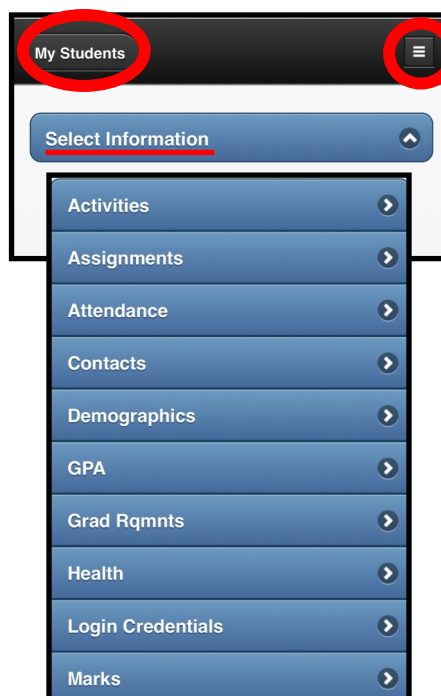 My Students
Select Information
Activities
Assignments
Attendance
Contacts
Demographics
GPA
Grad Rqmnts
Health
Login Credentials
Marks